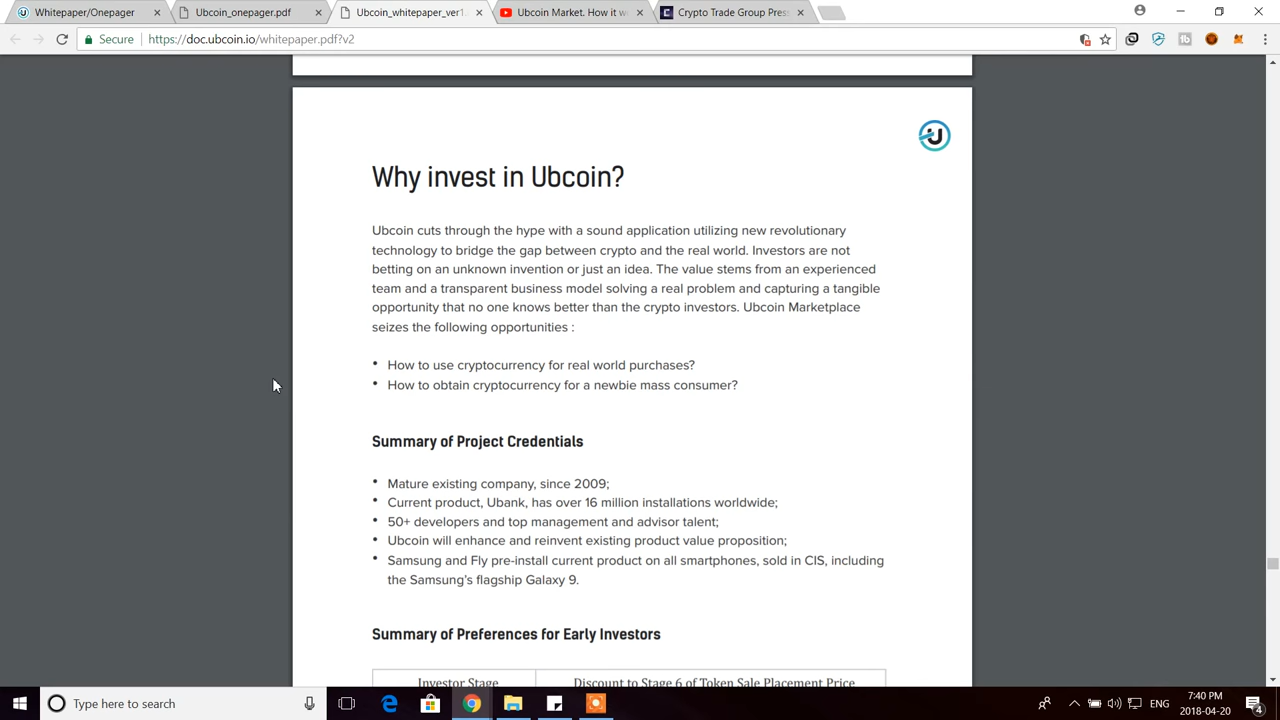 Whitepaper/Onepager
Ubcoin_onepager.pdf
Ubcoin_whitepaper_ver1
Ubcoin Market. How it w
Crypto Trade Group Pres
Secure
https://doc.ubcoin.io/whitepaper.pdf?v2
Why invest in Ubcoin?
Ubcoin cuts through the hype with a sound application utilizing new revolutionary
technology to bridge the gap between crypto and the real world. Investors are not
betting on an unknown invention or just an idea. The value stems from an experienced
team and a transparent business model solving a real problem and capturing a tangible
opportunity that no one knows better than the crypto investors. Ubcoin Marketplace
seizes the following opportunities :
• How to use cryptocurrency for real world purchases?
• How to obtain cryptocurrency for a newbie mass consumer?
Summary of Project Credentials
• Mature existing company, since 2009;
• Current product, Ubank, has over 16 million installations worldwide;
• 50+ developers and top management and advisor talent;
• Ubcoin will enhance and reinvent existing product value proposition;
• Samsung and Fly pre-install current product on all smartphones, sold in CIS, including
the Samsung's flagship Galaxy 9.
Summary of Preferences for Early Investors
Investor Stage
Discount to Stage 6 of Token Sale Placement Price
Type here to search
ENG
7:40 PM
2018-04-20
4